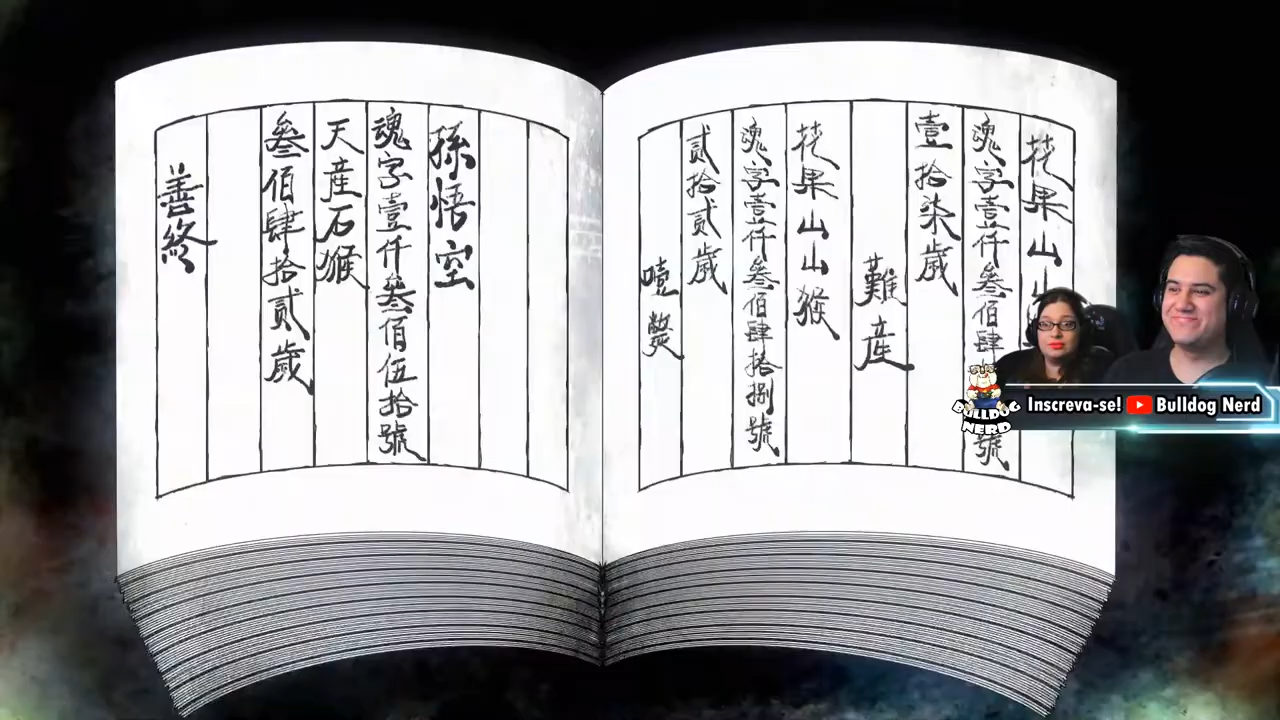 花果山山
魂字壹仟叁佰肆
號
壹拾柒歲
難産
花果山山猴
魂字壹仟叁佰肆拾捌號
貳拾貳歲
噎斃
孫悟空
魂字壹仟叁佰伍拾號
天産石猴
叁佰肆拾貳歲
善終
Inscreva-se! Bulldog Nerd
BULLDOG
NERD